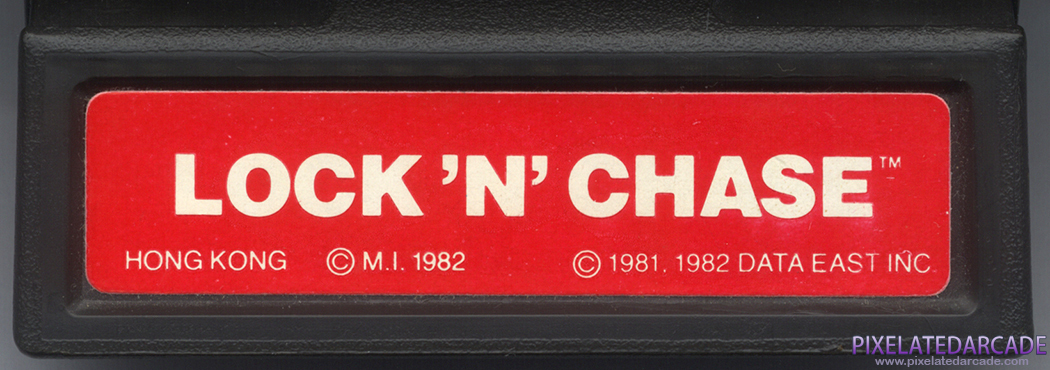 LOCK 'N' CHASE™
HONG KONG © M.I. 1982 © 1981, 1982 DATA EAST INC.
PIXELATEDARCADE
www.pixelatedarcade.com